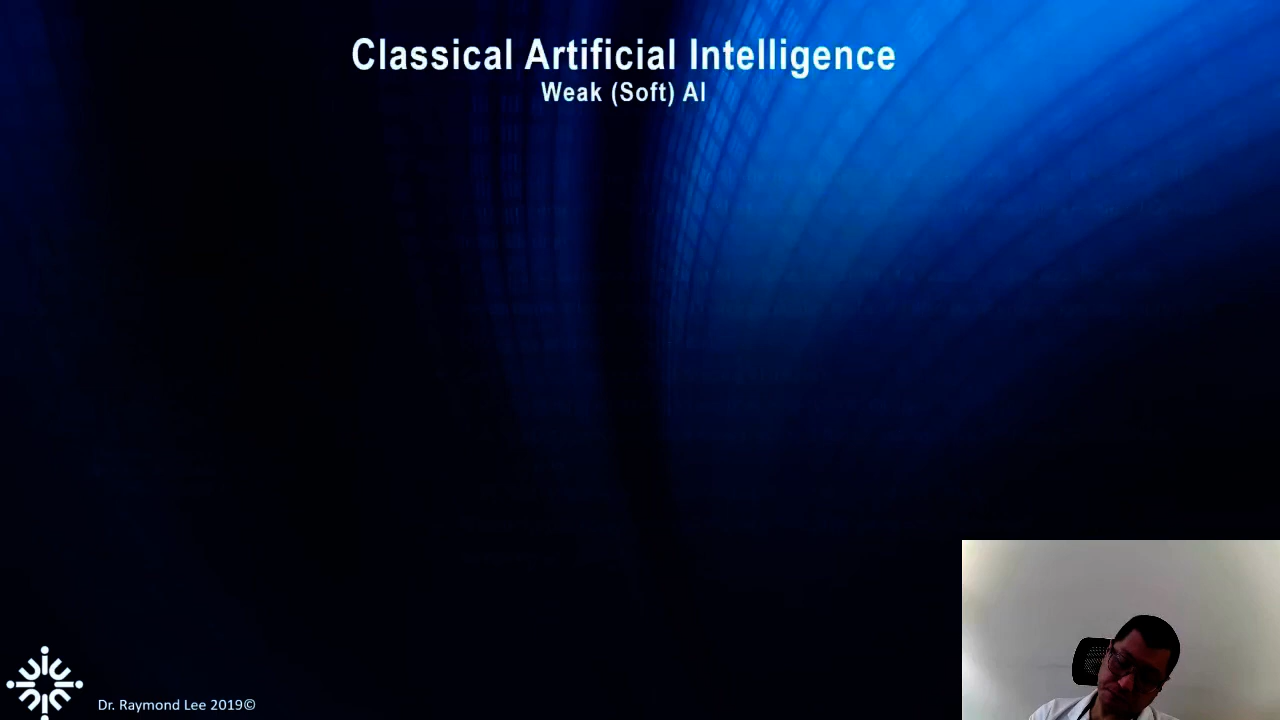 Classical Artificial Intelligence
Weak (Soft) AI
Dr. Raymond Lee 2019©